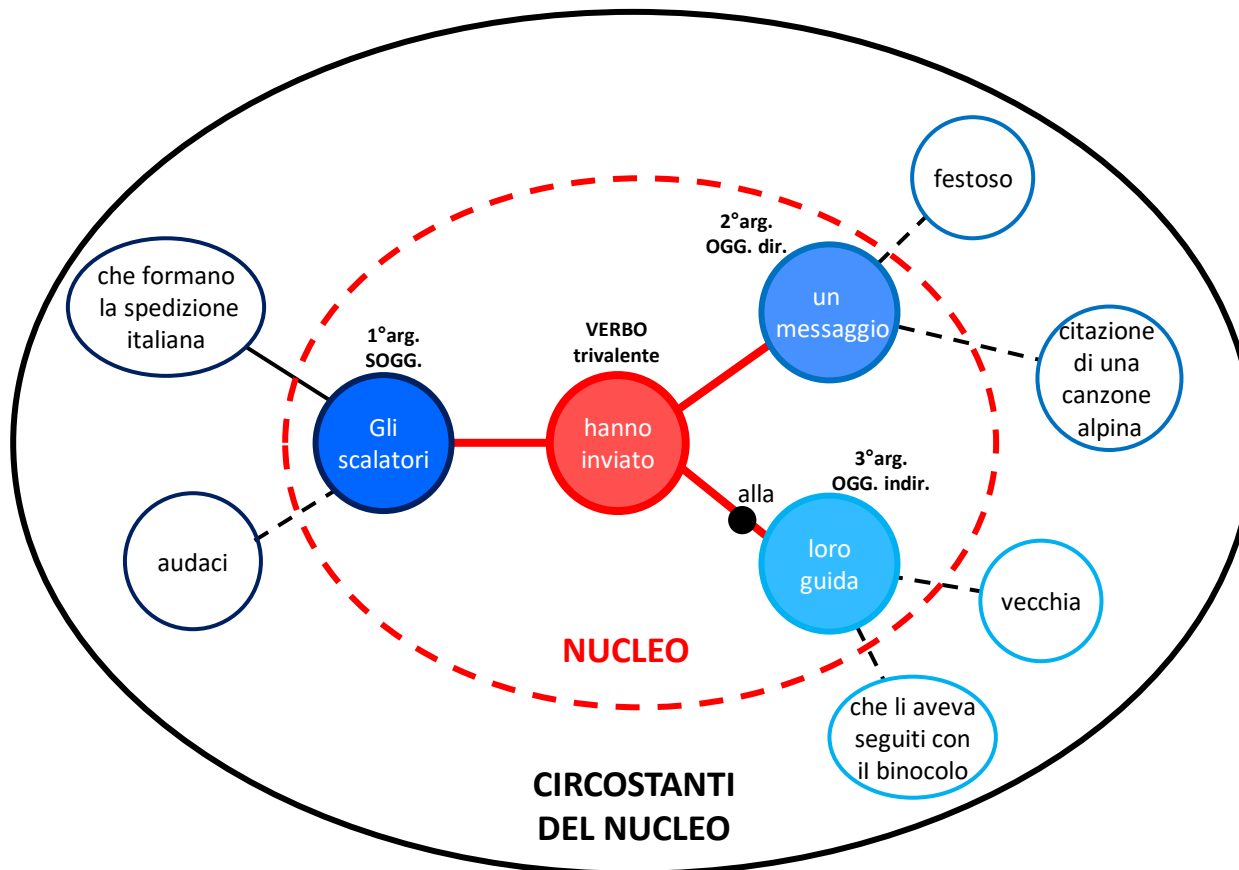 festoso
2°arg.
OGG. dir.
che formano
la spedizione
italiana
un
messaggio
1°arg.
SOGG.
VERBO
trivalente
citazione
di una
canzone
alpina
Gli
scalatori
hanno
inviato
3°arg.
OGG. indir.
alla
audaci
loro
guida
vecchia
NUCLEO
che li aveva
seguiti con
il binocolo
CIRCOSTANTI
DEL NUCLEO